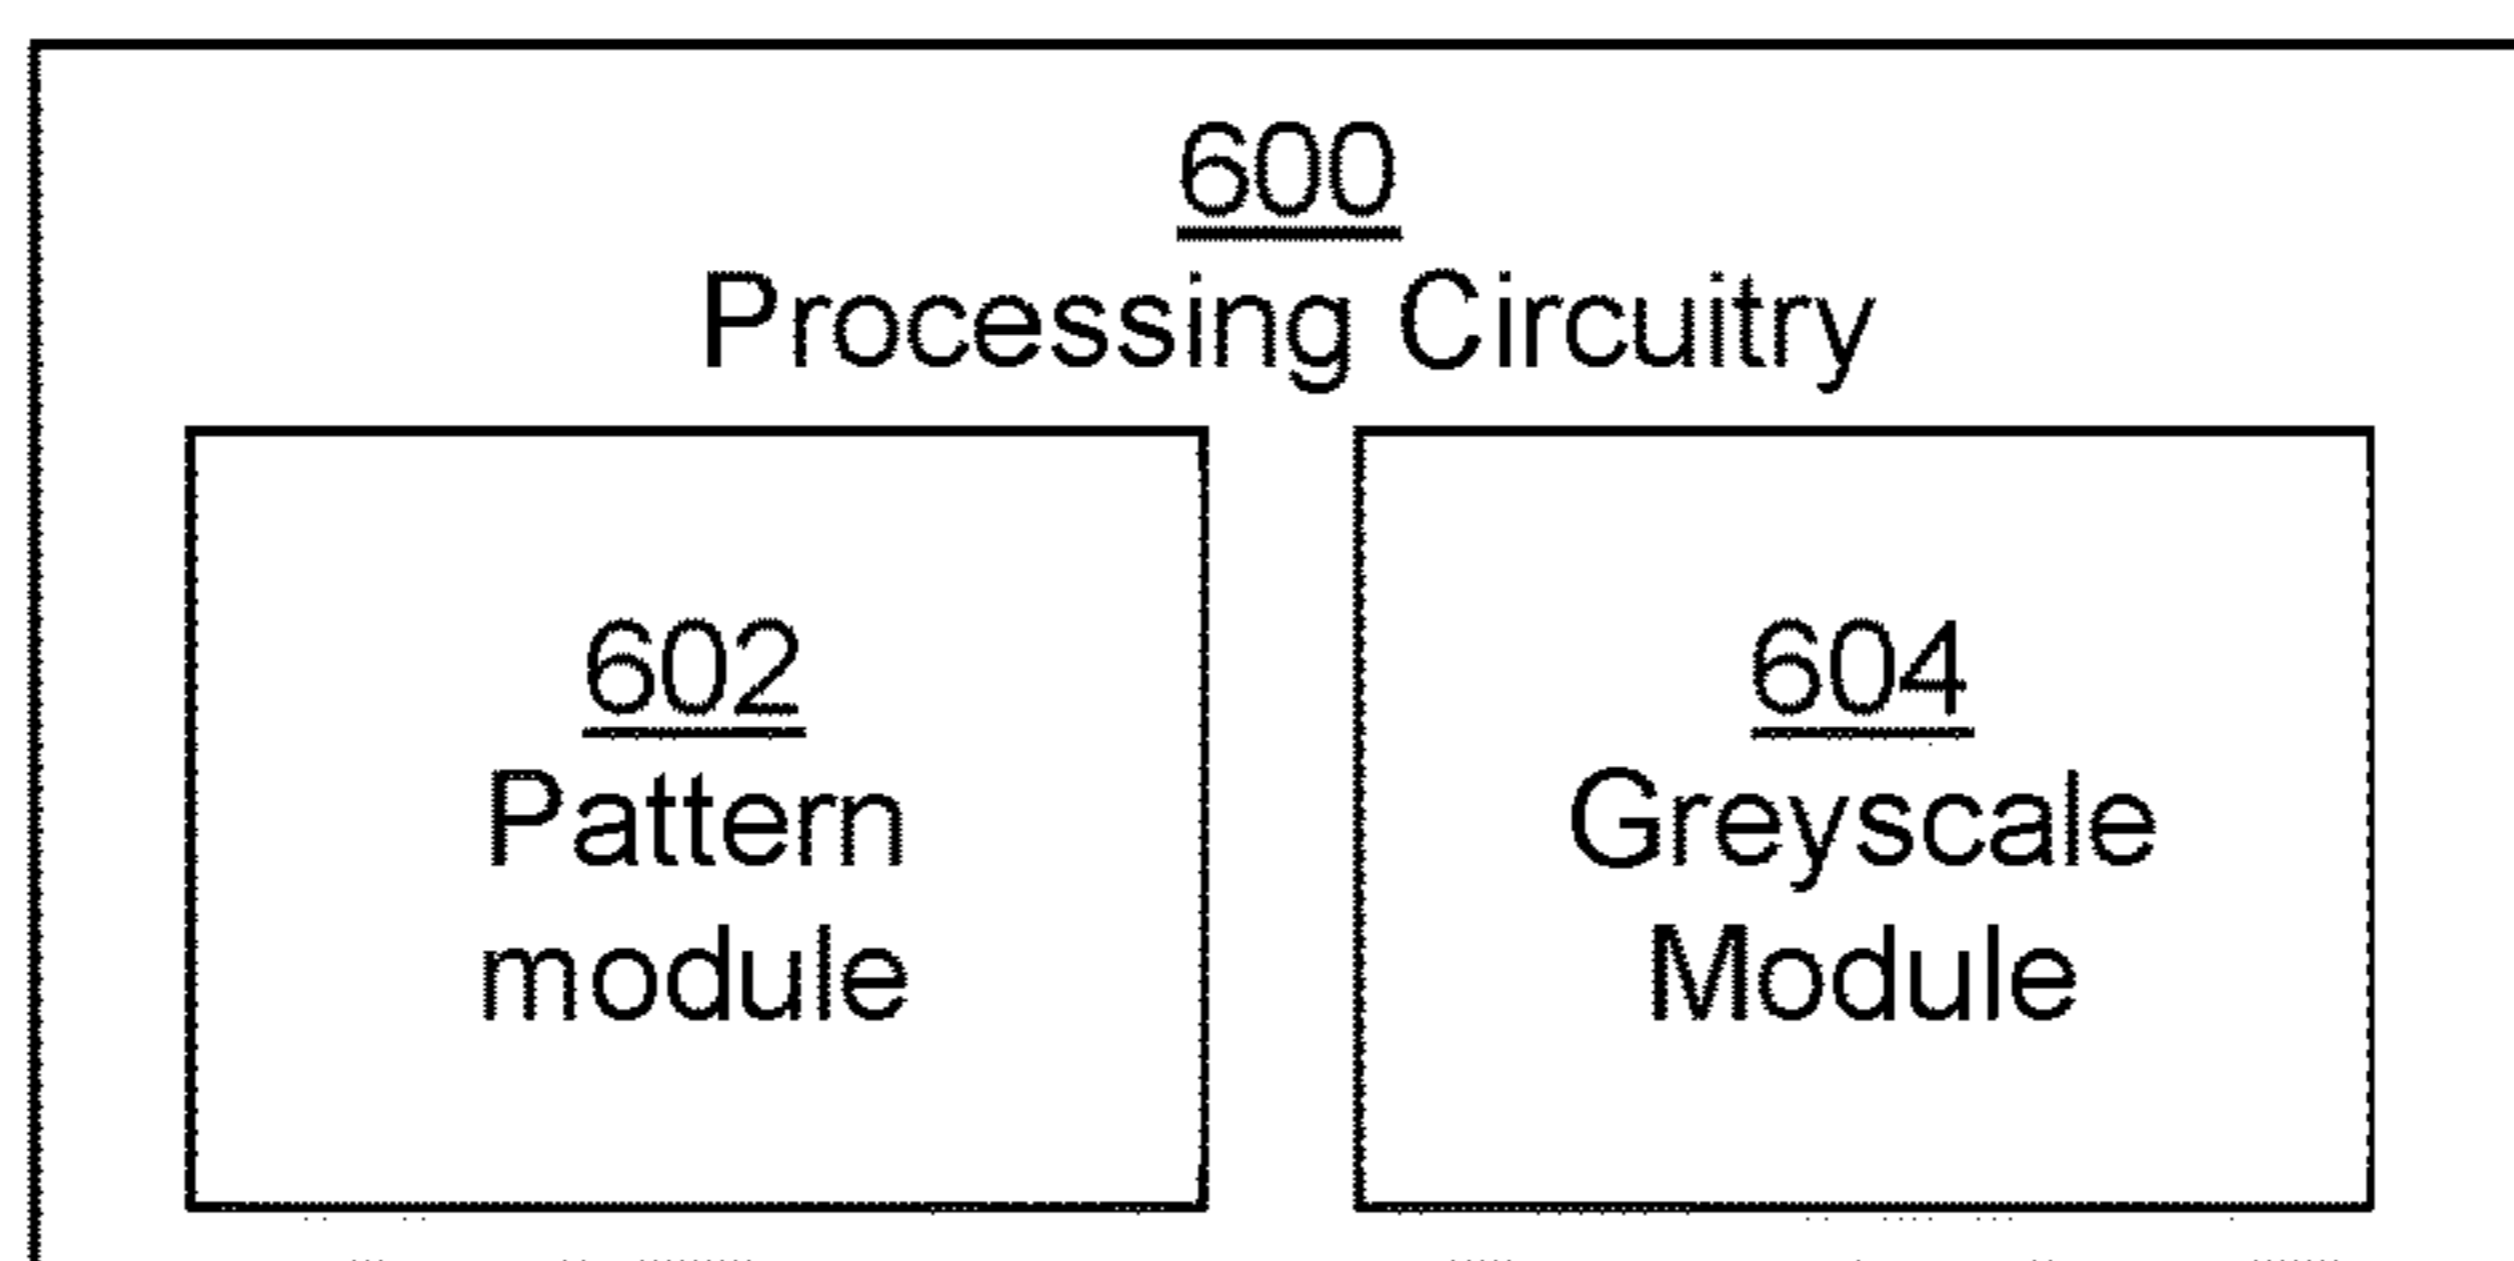 600
Processing Circuitry
602
Pattern
module
604
Greyscale
Module